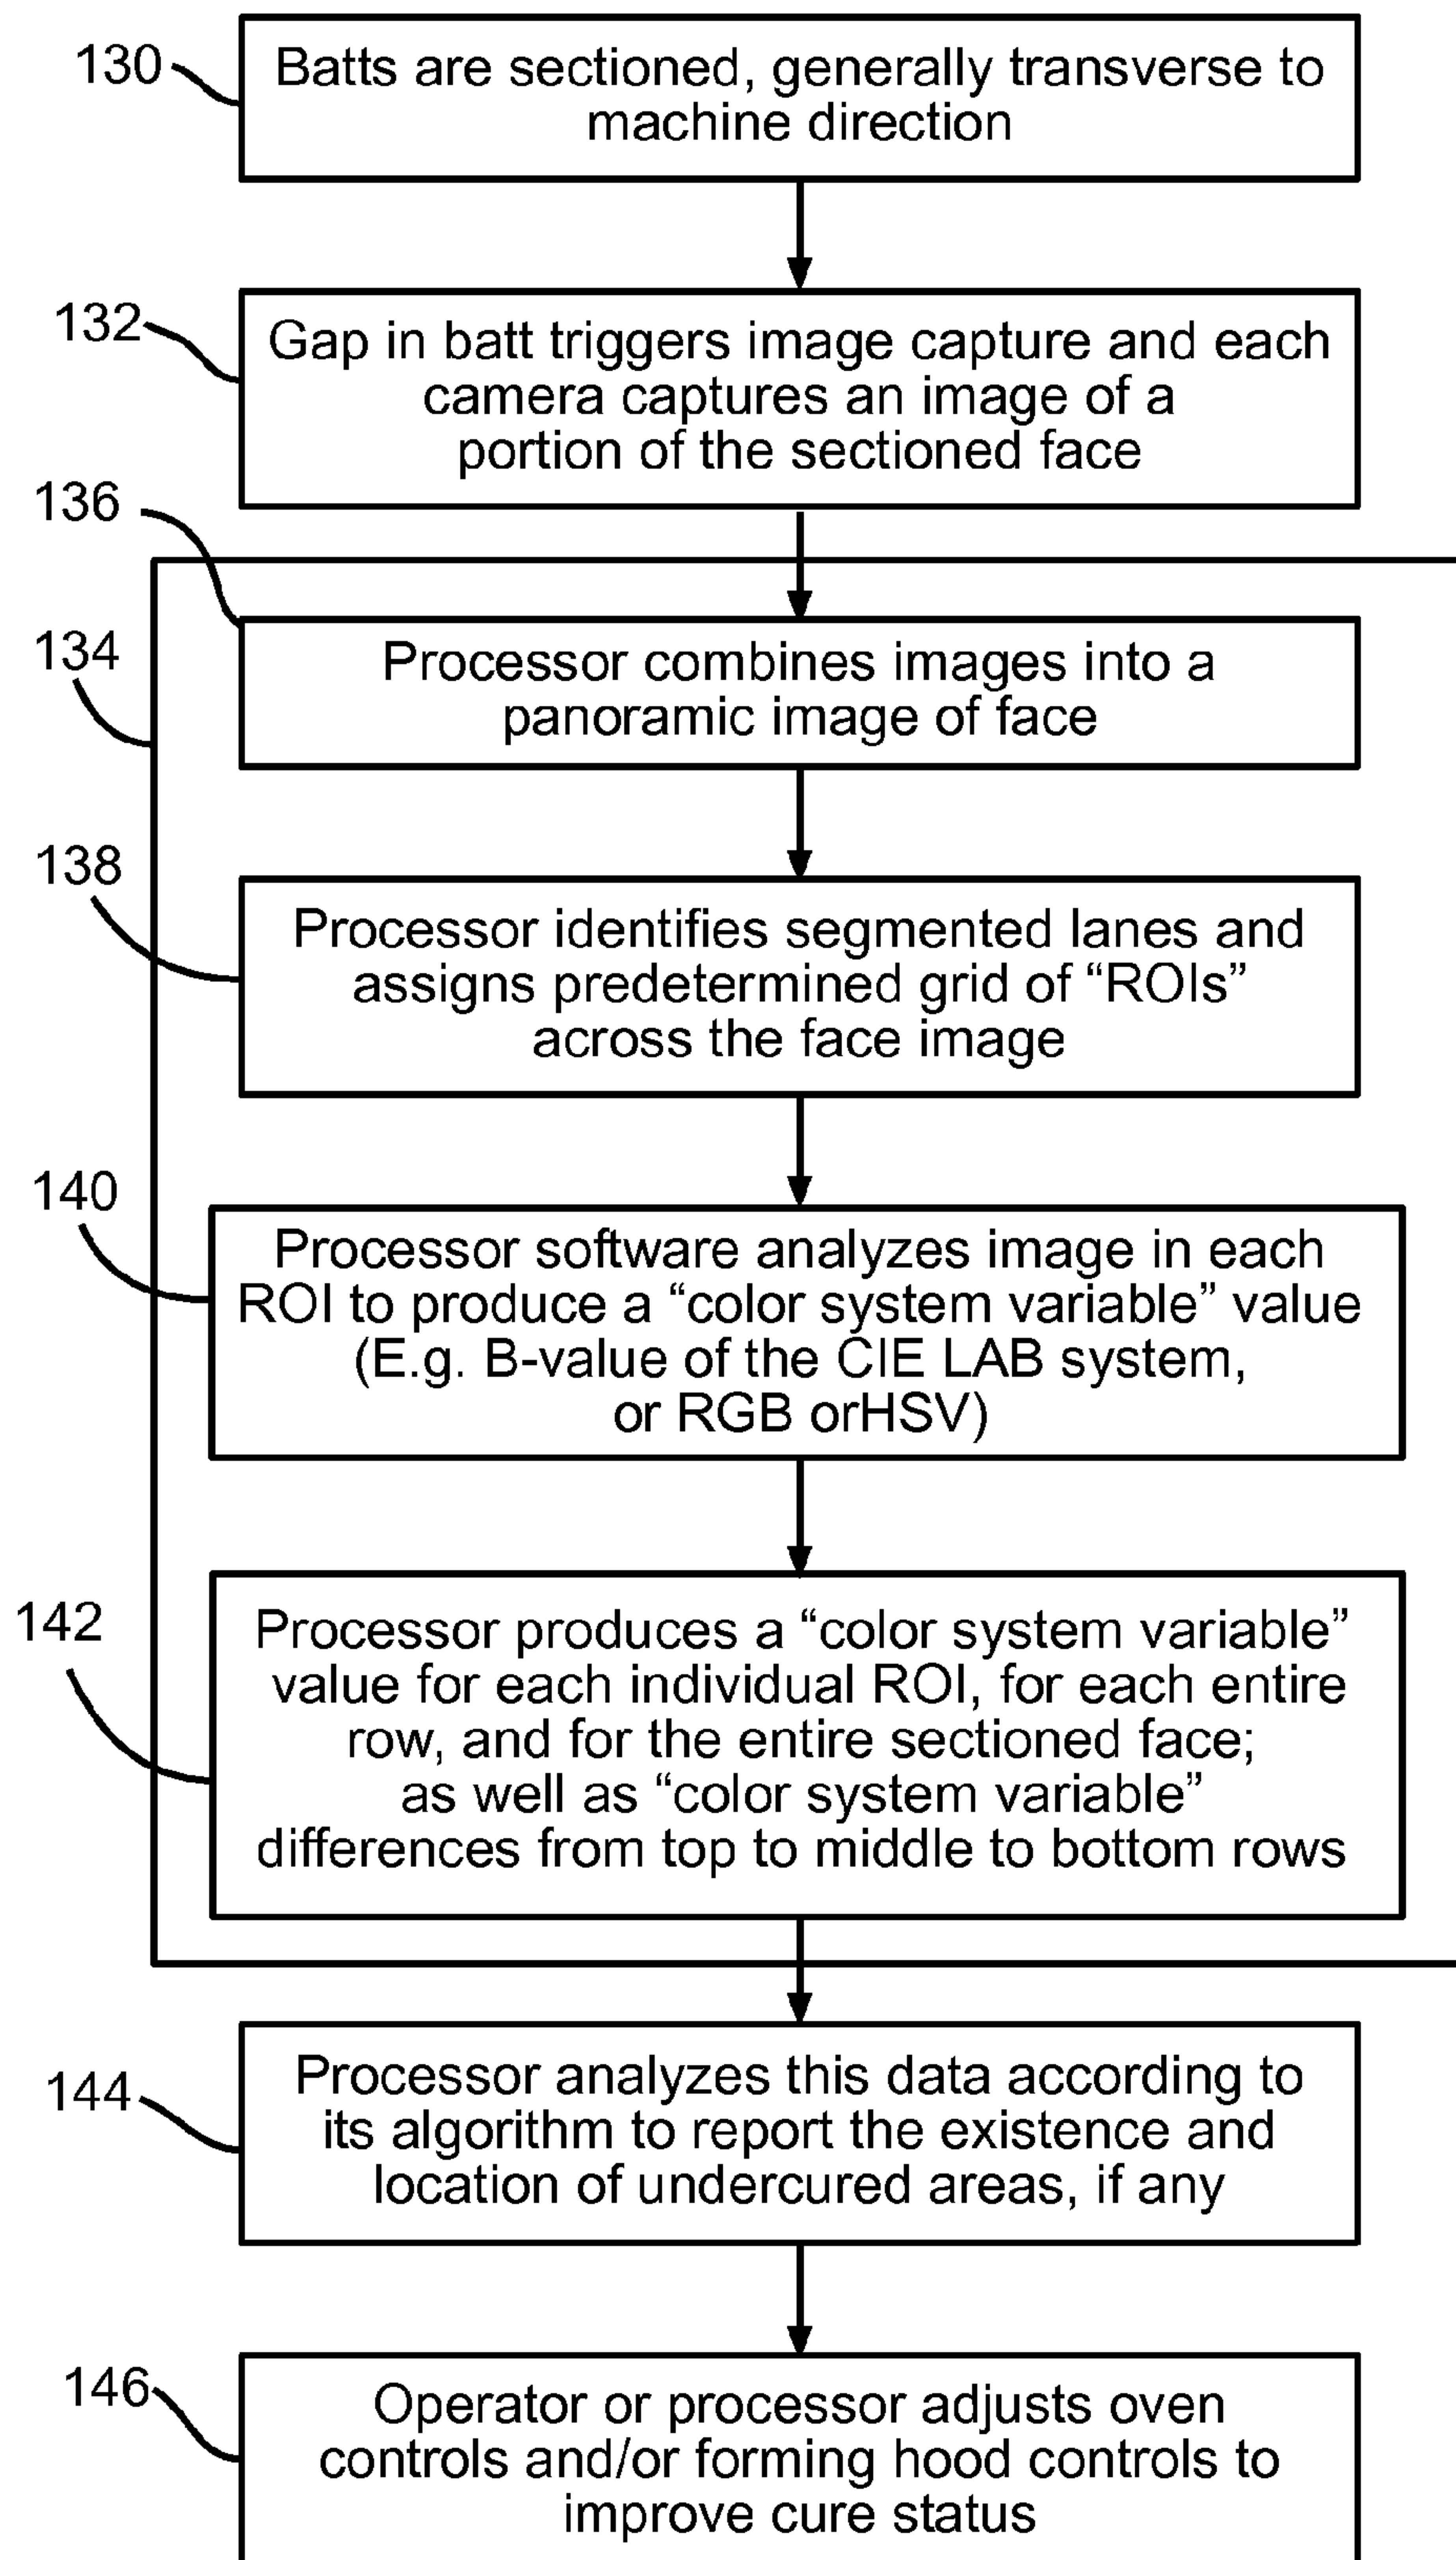 130
Batts are sectioned, generally transverse to
machine direction
132
Gap in batt triggers image capture and each
camera captures an image of a
portion of the sectioned face
136
134
Processor combines images into a
panoramic image of face
138
Processor identifies segmented lanes and
assigns predetermined grid of “ROIs”
across the face image
140
Processor software analyzes image in each
ROI to produce a “color system variable” value
(E.g. B-value of the CIE LAB system,
or RGB orHSV)
142
Processor produces a “color system variable”
value for each individual ROI, for each entire
row, and for the entire sectioned face;
as well as “color system variable”
differences from top to middle to bottom rows
144
Processor analyzes this data according to
its algorithm to report the existence and
location of undercured areas, if any
146
Operator or processor adjusts oven
controls and/or forming hood controls to
improve cure status